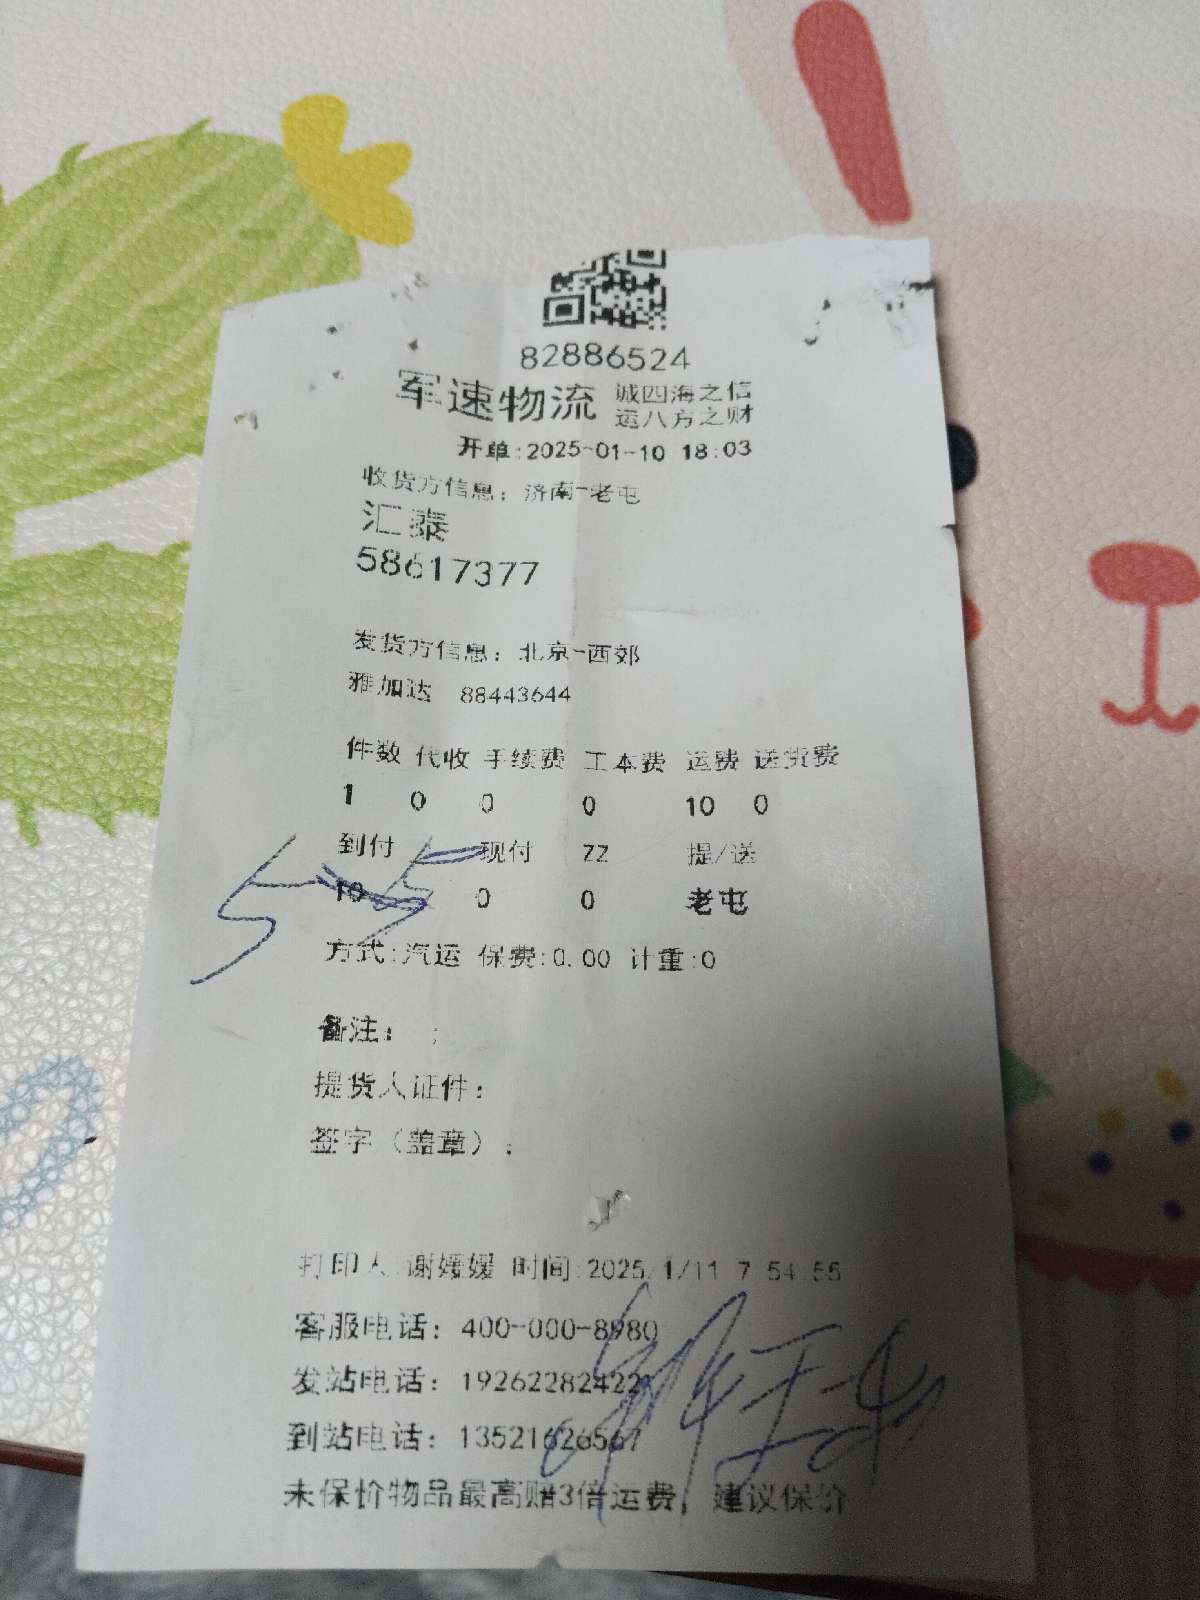 82886524
军速物流 诚四海之信
运八方之财
开单:2025-01-10 18:03
收货方信息: 济南-老屯
汇泰
58617377
发货方信息: 北京-西郊
雅加达 88443644
件数 代收 手续费 工本费 运费 送货费
1 0 0 0 10 0
到付 现付 ZZ 提/送
10 0 0 老屯
55
方式:汽运 保费:0.00 计重:0
备注: ;
提货人证件:
签字(盖章):
打印人:谢媛媛 时间:2025/1/11 7:54:55
客服电话: 400-000-8980
发站电话: 19262282422
到站电话: 13521626567
未保价物品最高赔3倍运费, 建议保价